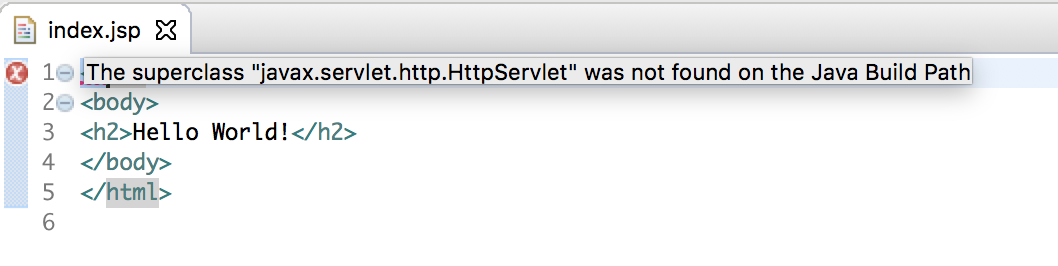 index.jsp
1 The superclass "javax.servlet.http.HttpServlet" was not found on the Java Build Path
2 <body>
3 <h2>Hello World!</h2>
4 </body>
5 </html>
6